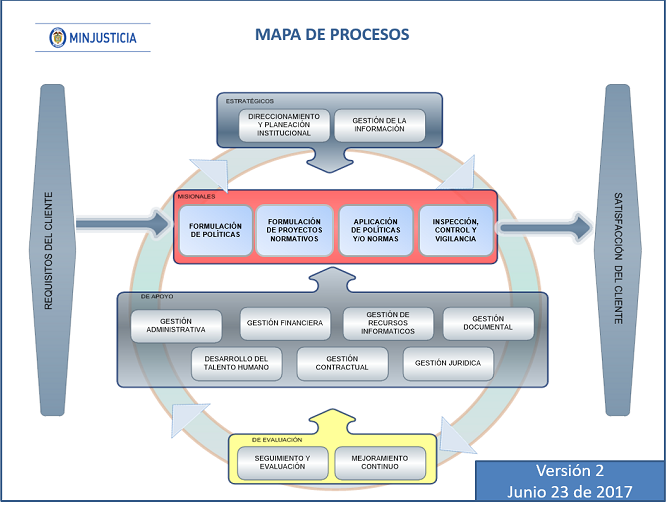 MINJUSTICIA
MAPA DE PROCESOS
REQUISITOS DEL CLIENTE
ESTRATÉGICOS
DIRECCIONAMIENTO
Y PLANEACIÓN
INSTITUCIONAL
GESTIÓN DE LA
INFORMACIÓN
MISIONALES
FORMULACIÓN
DE POLÍTICAS
FORMULACIÓN
DE PROYECTOS
NORMATIVOS
APLICACIÓN
DE POLÍTICAS
Y/O NORMAS
INSPECCIÓN,
CONTROL Y
VIGILANCIA
DE APOYO
GESTIÓN
ADMINISTRATIVA
GESTIÓN FINANCIERA
GESTIÓN DE
RECURSOS
INFORMATICOS
GESTIÓN
DOCUMENTAL
DESARROLLO DEL
TALENTO HUMANO
GESTIÓN
CONTRACTUAL
GESTIÓN JURIDICA
DE EVALUACIÓN
SEGUIMIENTO Y
EVALUACIÓN
MEJORAMIENTO
CONTINUO
SATISFACCIÓN DEL CLIENTE
Versión 2
Junio 23 de 2017